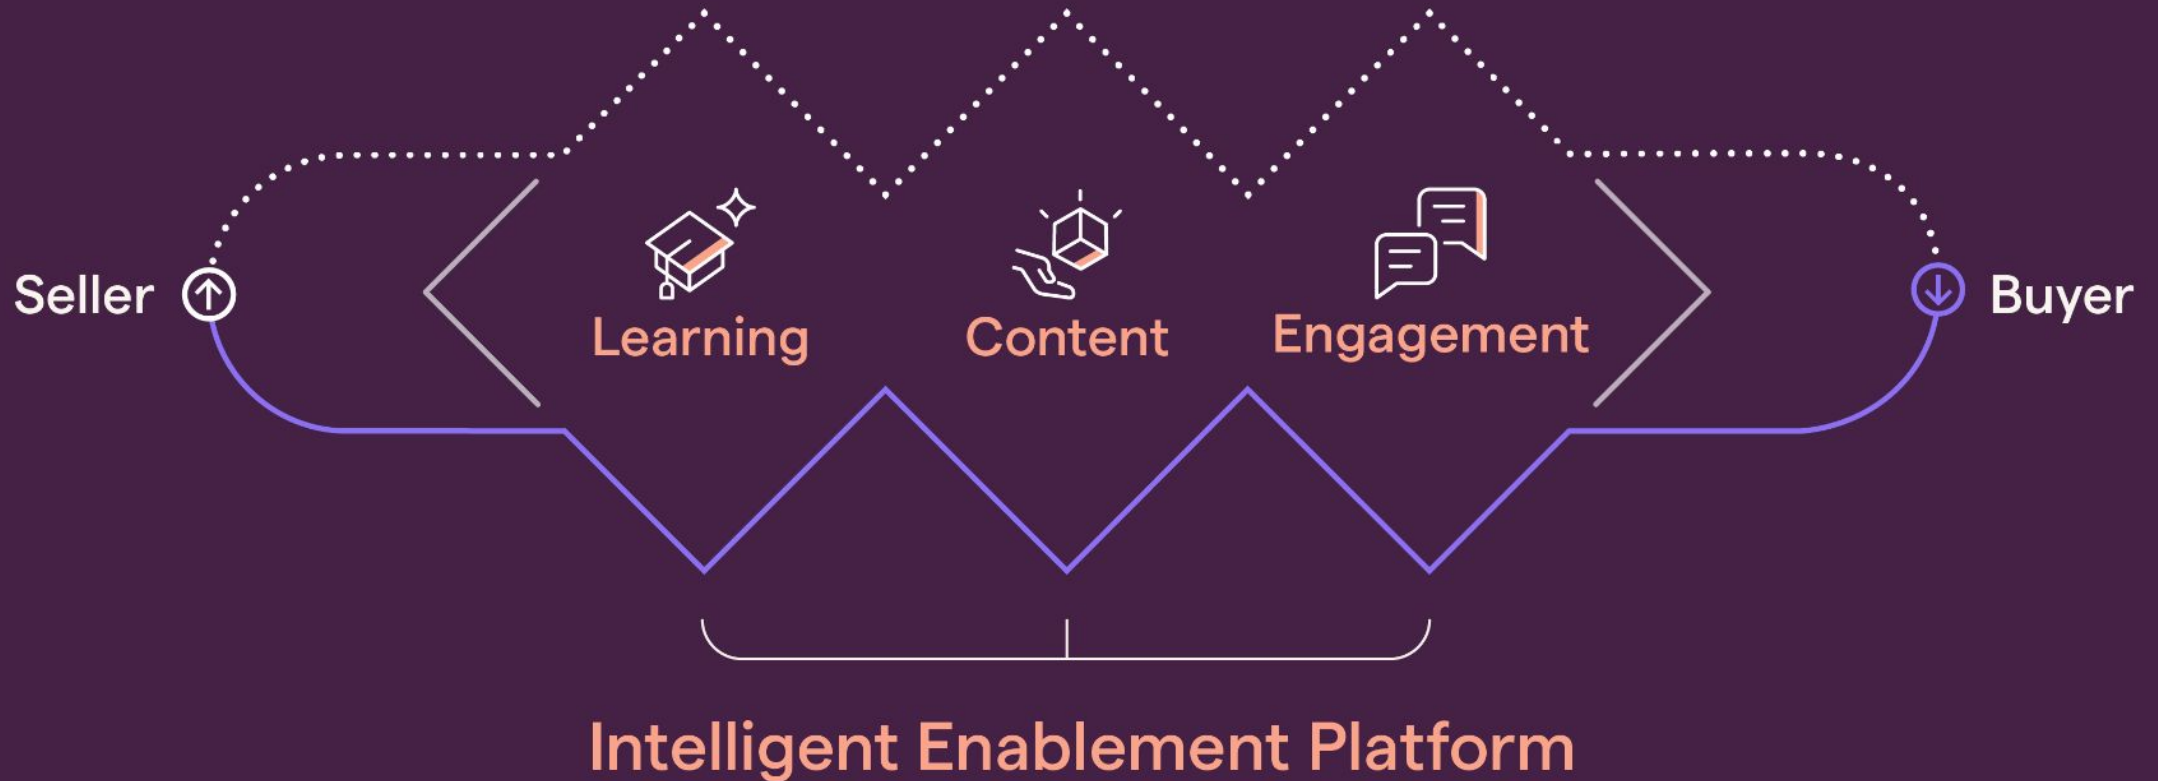 Seller
Learning
Content
Engagement
Buyer
Intelligent Enablement Platform